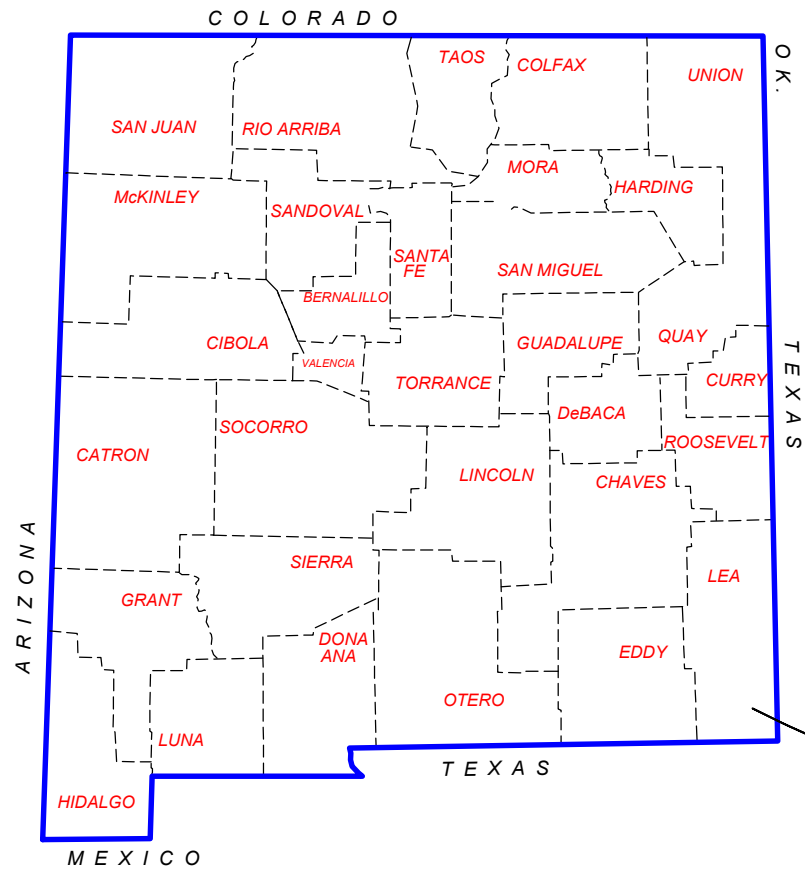 COLORADO
OK.
TAOS
COLFAX
UNION
SAN JUAN
RIO ARRIBA
MORA
HARDING
McKINLEY
SANDOVAL
SANTA
FE
SAN MIGUEL
BERNALILLO
CIBOLA
VALENCIA
GUADALUPE
QUAY
TORRANCE
CURRY
TEXAS
DeBACA
SOCORRO
ROOSEVELT
CATRON
LINCOLN
CHAVES
ARIZONA
SIERRA
LEA
GRANT
DONA
ANA
EDDY
OTERO
LUNA
TEXAS
HIDALGO
MEXICO